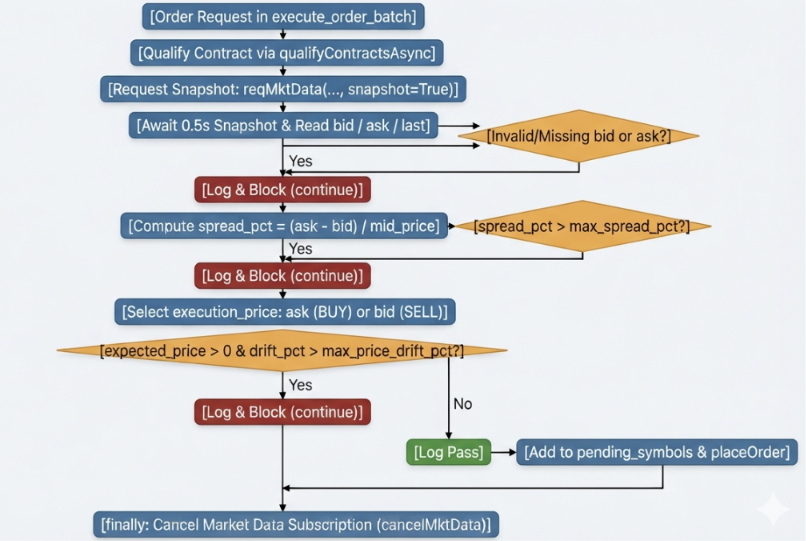 [Order Request in execute_order_batch]
[Qualify Contract via qualifyContractsAsync]
[Request Snapshot: reqMktData(..., snapshot=True)]
[Await 0.5s Snapshot & Read bid / ask / last]
[Invalid/Missing bid or ask?]
Yes
[Log & Block (continue)]
[Compute spread_pct = (ask - bid) / mid_price]
[spread_pct > max_spread_pct?]
Yes
[Log & Block (continue)]
[Select execution_price: ask (BUY) or bid (SELL)]
[expected_price > 0 & drift_pct > max_price_drift_pct?]
Yes
[Log & Block (continue)]
No
[Log Pass]
[Add to pending_symbols & placeOrder]
[finally: Cancel Market Data Subscription (cancelMktData)]